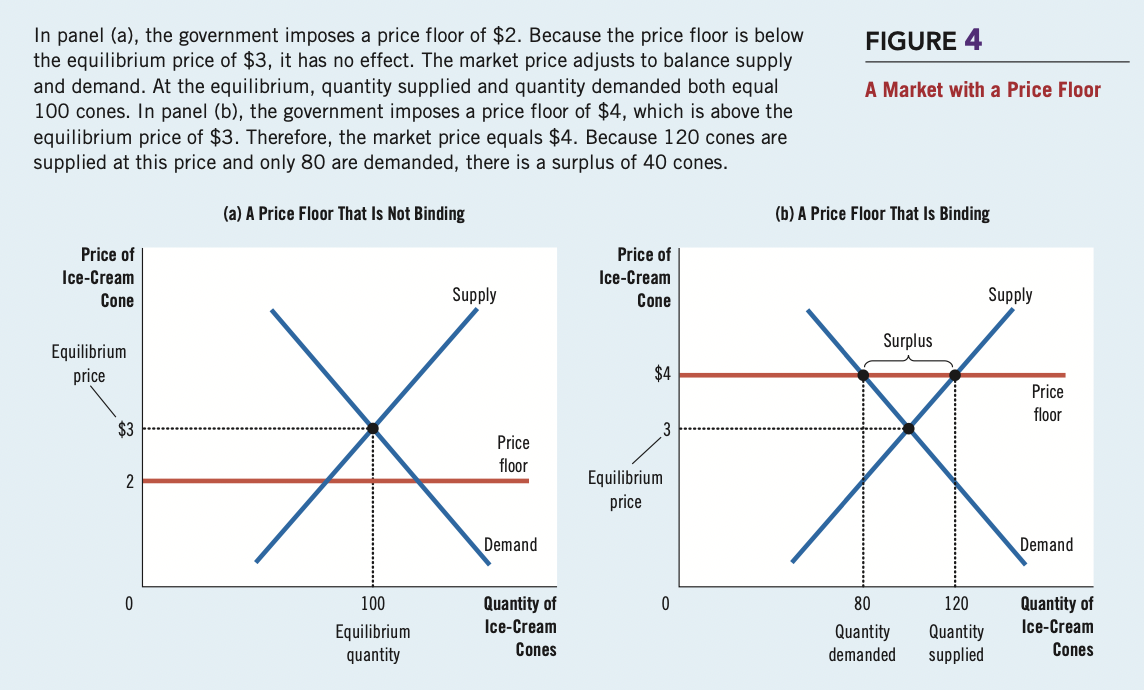 In panel (a), the government imposes a price floor of $2. Because the price floor is below
the equilibrium price of $3, it has no effect. The market price adjusts to balance supply
and demand. At the equilibrium, quantity supplied and quantity demanded both equal
100 cones. In panel (b), the government imposes a price floor of $4, which is above the
equilibrium price of $3. Therefore, the market price equals $4. Because 120 cones are
supplied at this price and only 80 are demanded, there is a surplus of 40 cones.
FIGURE 4
A Market with a Price Floor
(a) A Price Floor That Is Not Binding
Price of
Ice-Cream
Cone
Supply
Equilibrium
price
$3
Price
floor
2
Demand
0
100
Equilibrium
quantity
Quantity of
Ice-Cream
Cones
(b) A Price Floor That Is Binding
Price of
Ice-Cream
Cone
Supply
Surplus
$4
Price
floor
3
Equilibrium
price
Demand
0
80
Quantity
demanded
120
Quantity
supplied
Quantity of
Ice-Cream
Cones